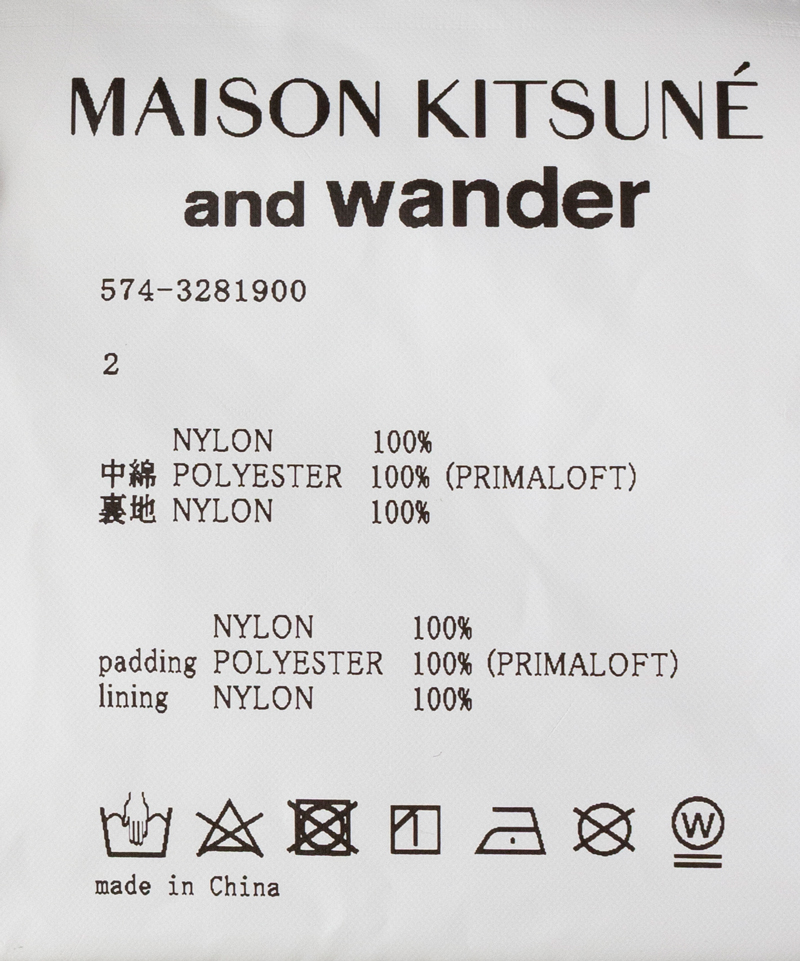 MAISON KITSUNÉ
and wander
574-3281900
2
NYLON 100%
中綿 POLYESTER 100% (PRIMALOFT)
裏地 NYLON 100%
NYLON 100%
padding POLYESTER 100% (PRIMALOFT)
lining NYLON 100%
W
made in China